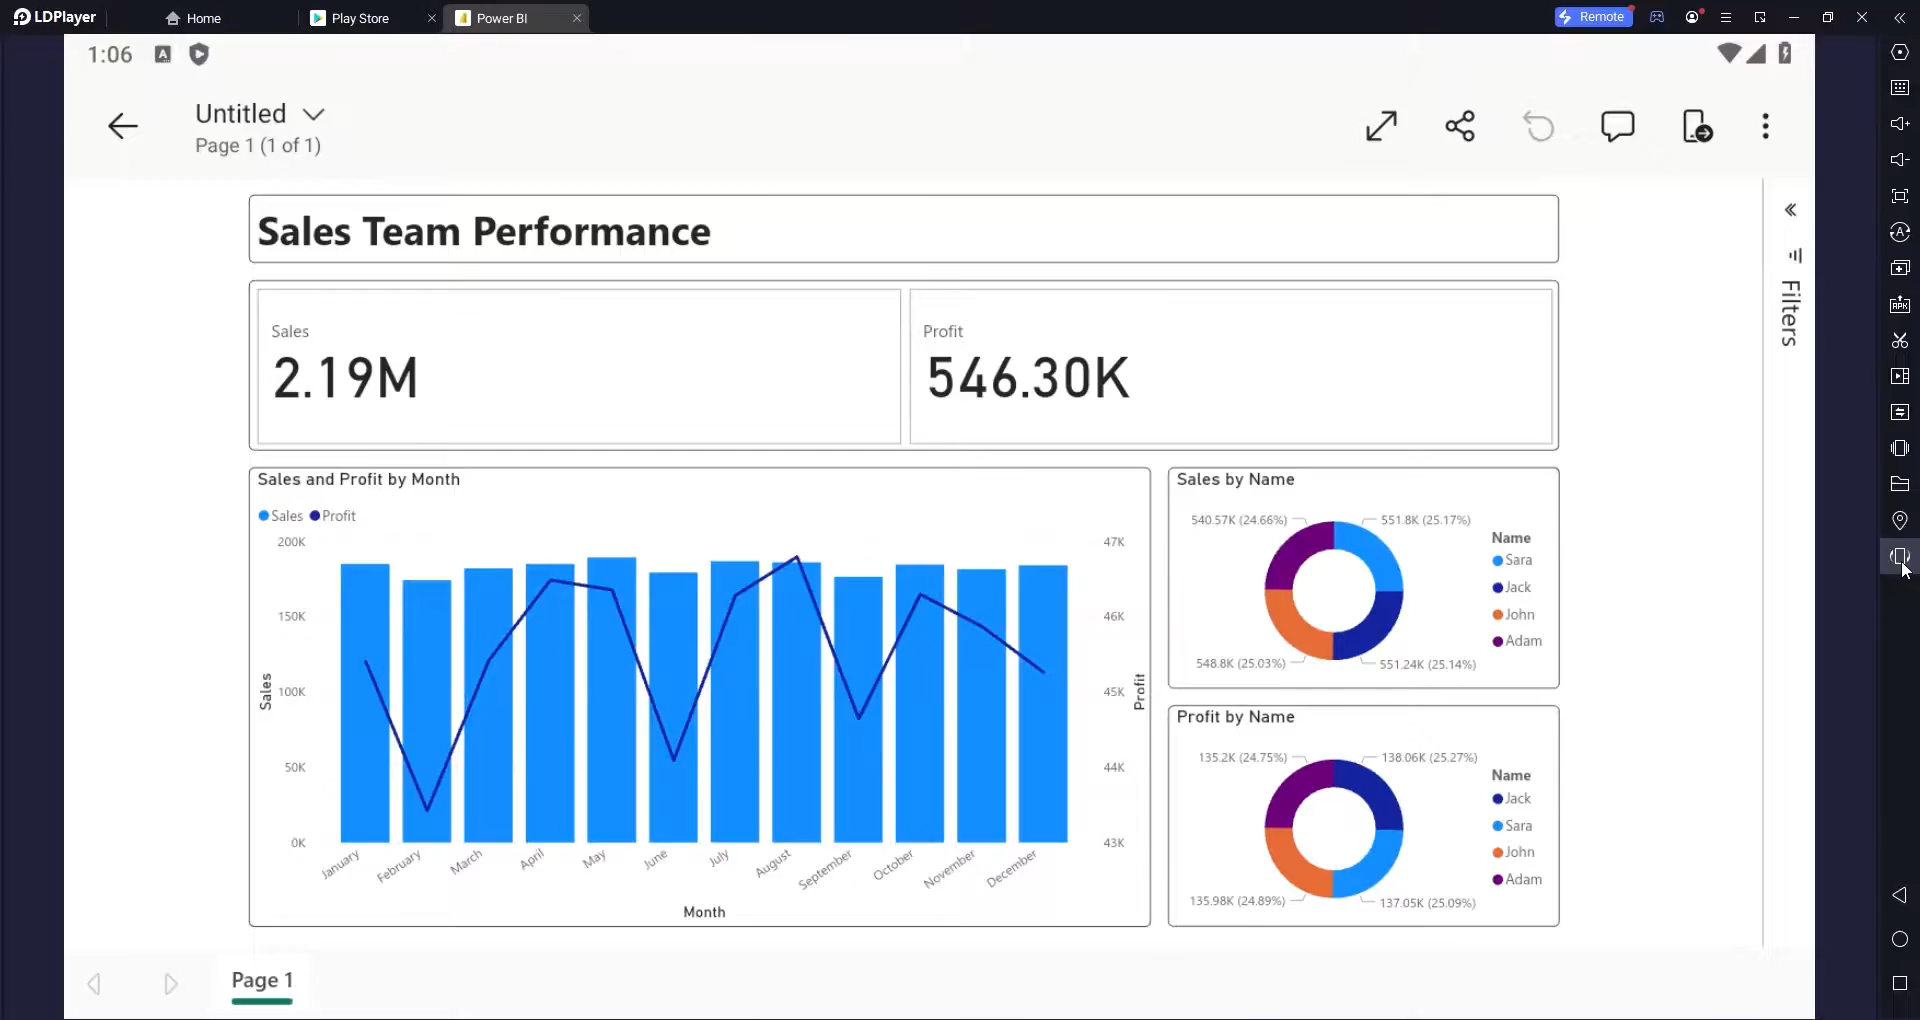 LDPlayer
Home
Play Store
Power BI
Remote
1:06
A
Untitled
Page 1 (1 of 1)
Sales Team Performance
Filters
Sales
2.19M
Profit
546.30K
Sales and Profit by Month
Sales Profit
200K
150K
100K
50K
0K
Sales
47K
46K
45K
44K
43K
Profit
January
February
March
April
May
June
July
August
September
October
November
December
Month
Sales by Name
540.57K (24.66%)
551.8K (25.17%)
548.8K (25.03%)
551.24K (25.14%)
Name
Sara
Jack
John
Adam
Profit by Name
135.2K (24.75%)
138.06K (25.27%)
135.98K (24.89%)
137.05K (25.09%)
Name
Jack
Sara
John
Adam
Page 1
A
APK